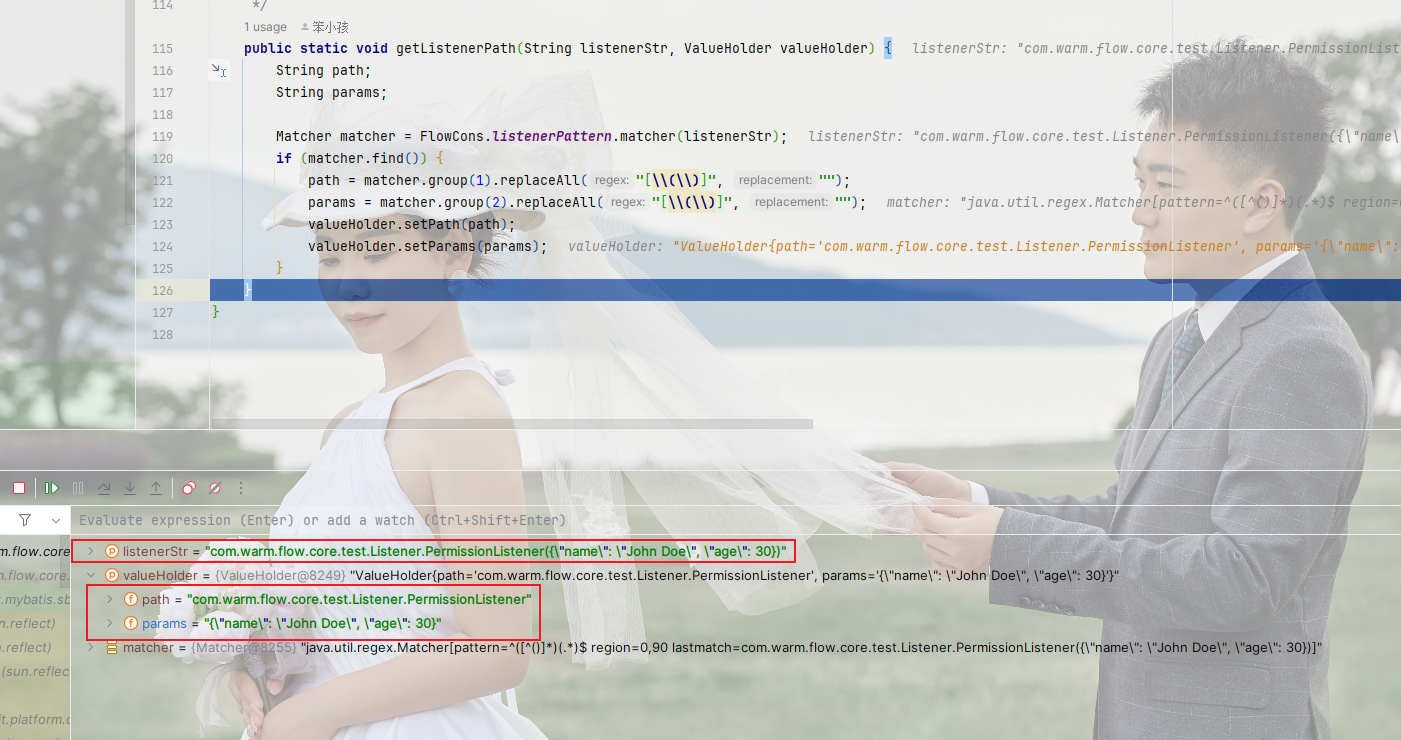 114
*/
1 usage 笨小孩
115 public static void getListenerPath(String listenerStr, ValueHolder valueHolder) { listenerStr: "com.warm.flow.core.test.Listener.PermissionList
116 String path;
117 String params;
118
119 Matcher matcher = FlowCons.listenerPattern.matcher(listenerStr); listenerStr: "com.warm.flow.core.test.Listener.PermissionListener({\"name\
120 if (matcher.find()) {
121 path = matcher.group(1).replaceAll( regex: "[\\(\\)]", replacement: "");
122 params = matcher.group(2).replaceAll( regex: "[\\(\\)]", replacement: ""); matcher: "java.util.regex.Matcher[pattern=^([^()]*)(.*)$ region=
123 valueHolder.setPath(path);
124 valueHolder.setParams(params); valueHolder: "ValueHolder{path='com.warm.flow.core.test.Listener.PermissionListener', params='{\"name\":
125 }
126 }
127 }
128
Evaluate expression (Enter) or add a watch (Ctrl+Shift+Enter)
m.flow.core
listenerStr = "com.warm.flow.core.test.Listener.PermissionListener({\"name\": \"John Doe\", \"age\": 30})"
m.flow.core.
valueHolder = {ValueHolder@8249} "ValueHolder{path='com.warm.flow.core.test.Listener.PermissionListener', params='{\"name\": \"John Doe\", \"age\": 30}'}"
.mybatis.sb
path = "com.warm.flow.core.test.Listener.PermissionListener"
n.reflect)
params = "{\"name\": \"John Doe\", \"age\": 30}"
.reflect)
matcher = {Matcher@8255} "java.util.regex.Matcher[pattern=^([^()]*)(.*)$ region=0,90 lastmatch=com.warm.flow.core.test.Listener.PermissionListener({\"name\": \"John Doe\", \"age\": 30})]"
(sun.reflec
it.platform.c